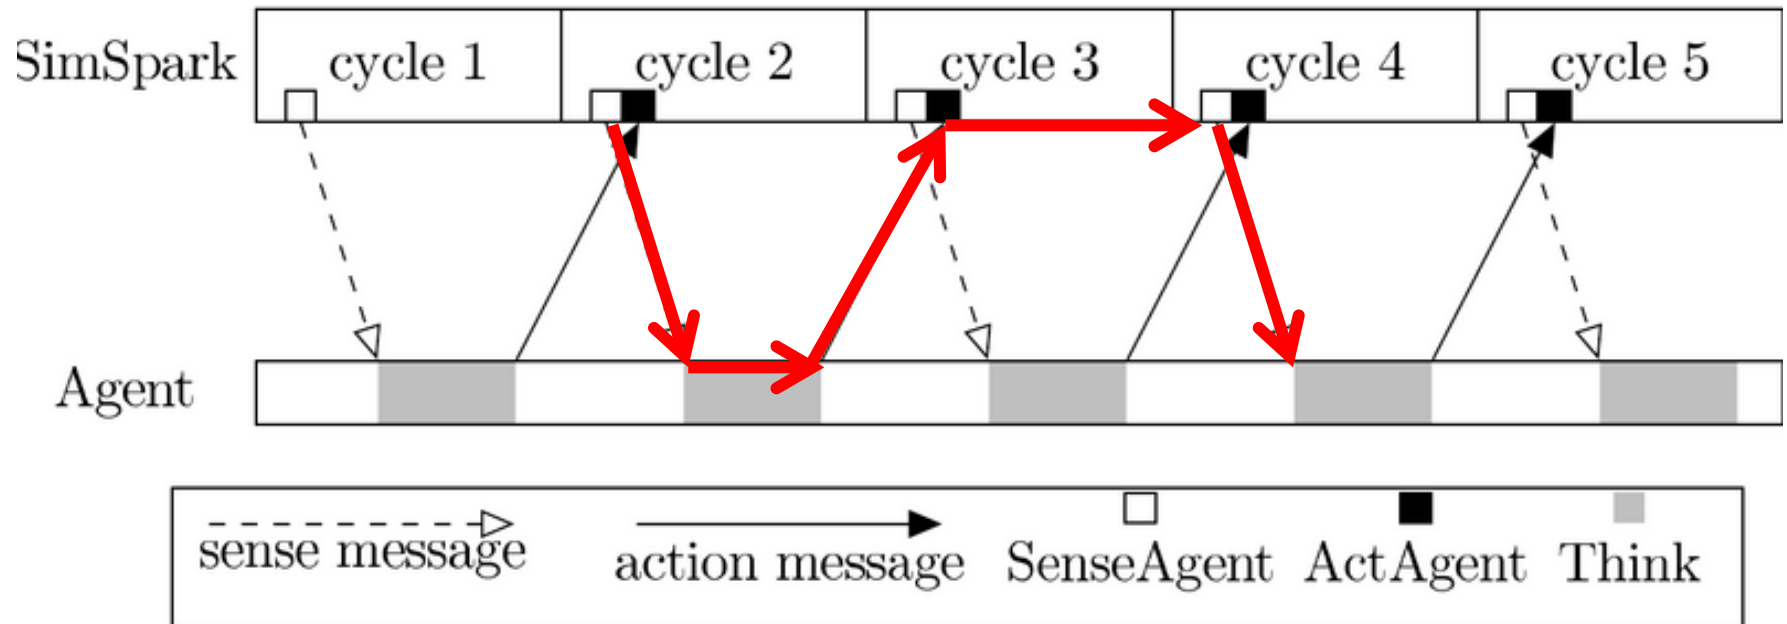 SimSpark cycle 1 cycle 2 cycle 3 cycle 4 cycle 5
Agent
sense message action message SenseAgent ActAgent Think